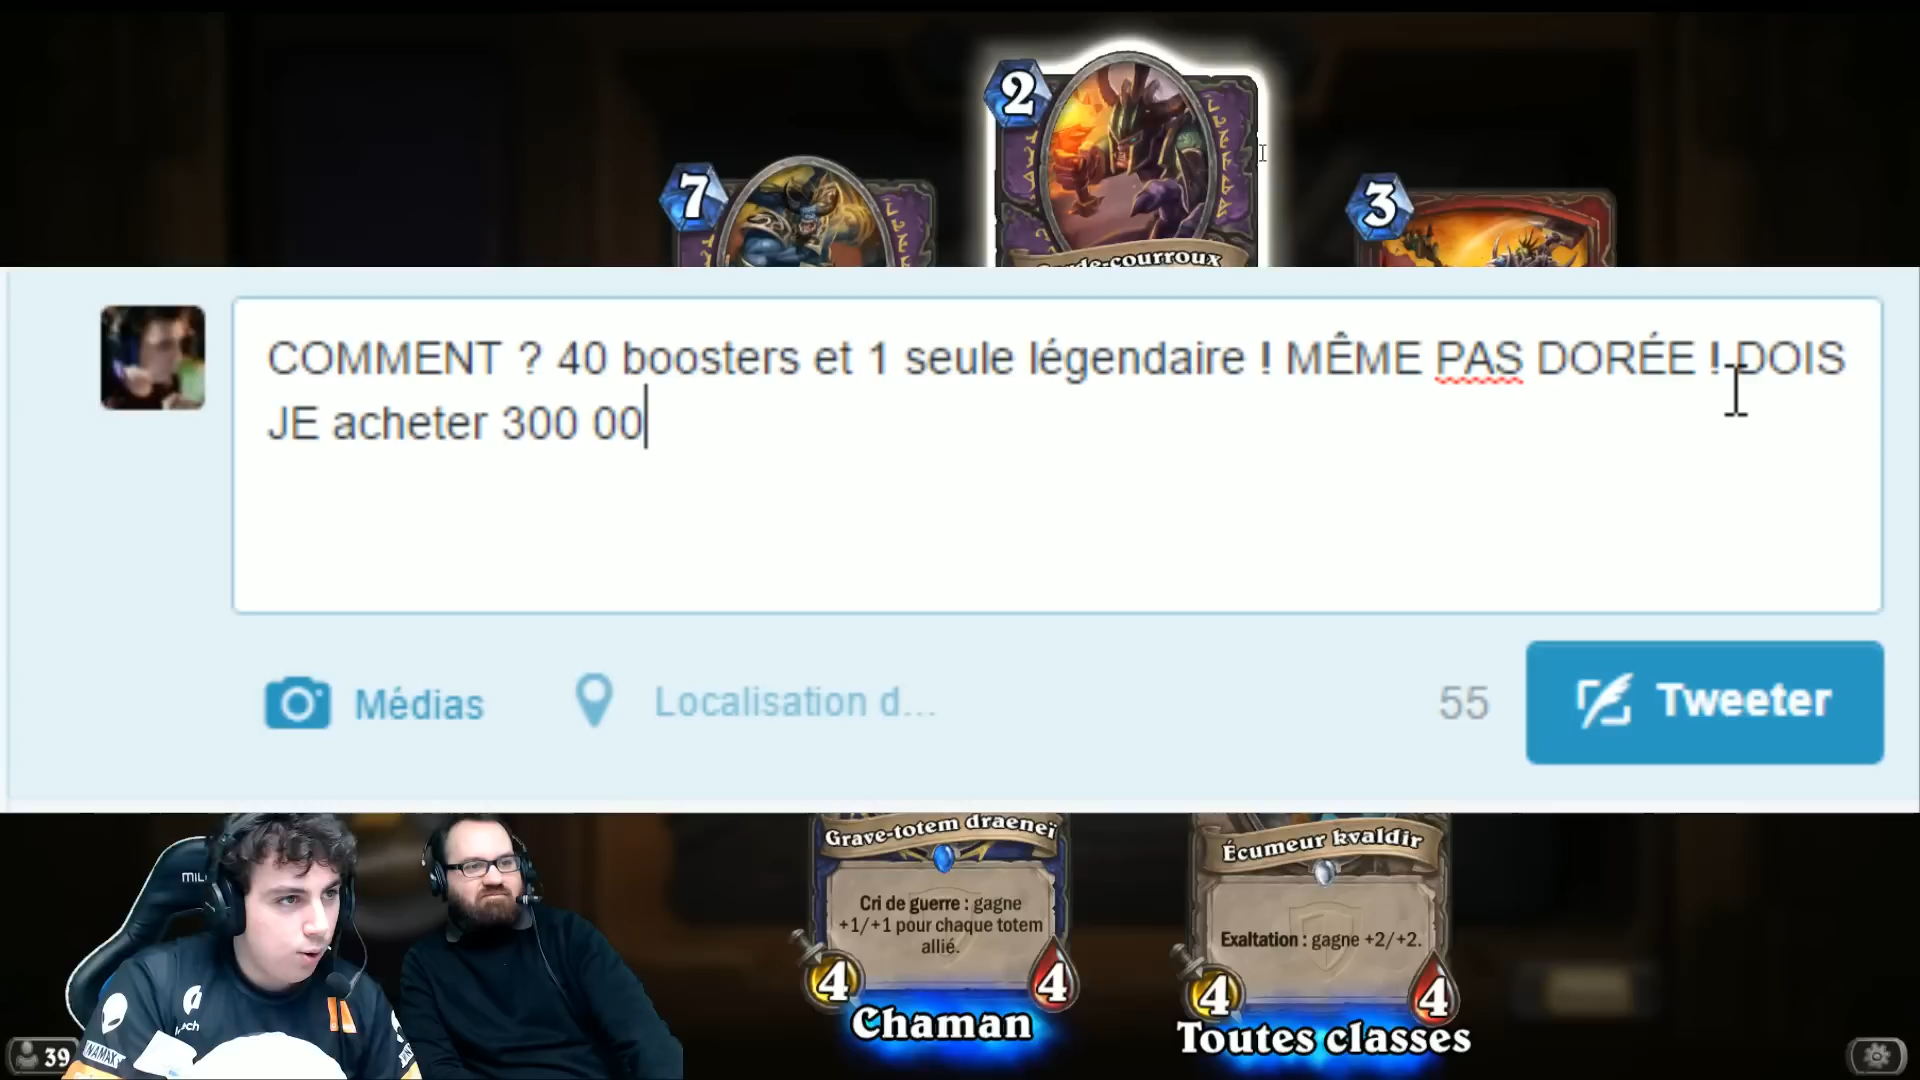 2
7
3
COMMENT ? 40 boosters et 1 seule légendaire ! MÊME PAS DORÉE ! DOIS
JE acheter 300 00
Médias
Localisation d...
55
Tweeter
Grave-totem draeneï
Cri de guerre : gagne
+1/+1 pour chaque totem
allié.
4
4
Chaman
Écumeur kvaldir
Exaltation : gagne +2/+2.
4
4
Toutes classes
39